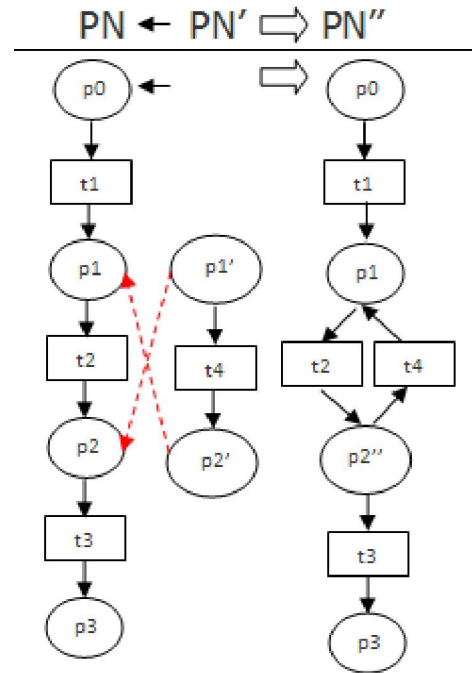 PN PN' PN"
p0 p0
t1 t1
p1 p1' p1
t2 t4 t2 t4
p2 p2' p2"
t3 t3
p3 p3